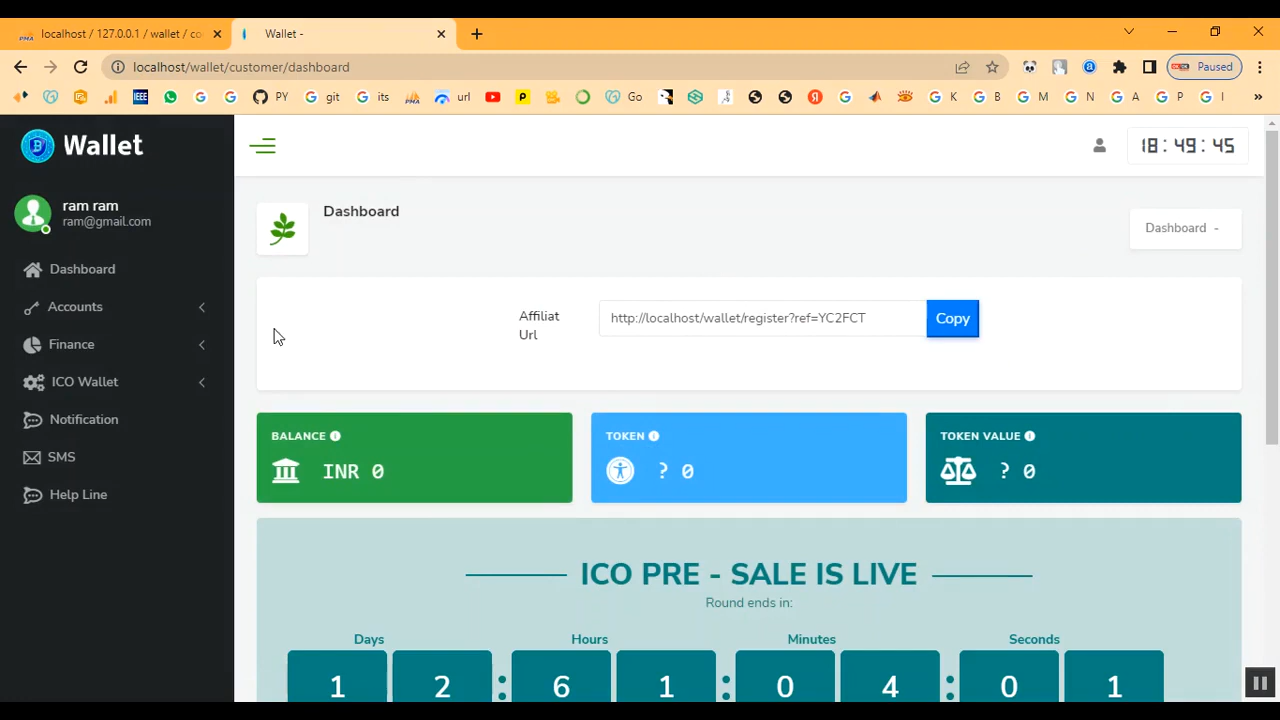 localhost / 127.0.0.1 / wallet / co
Wallet -
localhost/wallet/customer/dashboard
Paused
IEEE
PY
git
its
PMA
url
Go
K
B
M
N
A
P
I
»
Wallet
18:49:45
ram ram
ram@gmail.com
Dashboard
Dashboard -
Dashboard
Accounts
Finance
ICO Wallet
Notification
SMS
Help Line
Affiliat
Url
http://localhost/wallet/register?ref=YC2FCT
Copy
BALANCE
INR 0
TOKEN
? 0
TOKEN VALUE
? 0
ICO PRE - SALE IS LIVE
Round ends in:
Days Hours Minutes Seconds
1 2 : 6 1 : 0 4 : 0 1